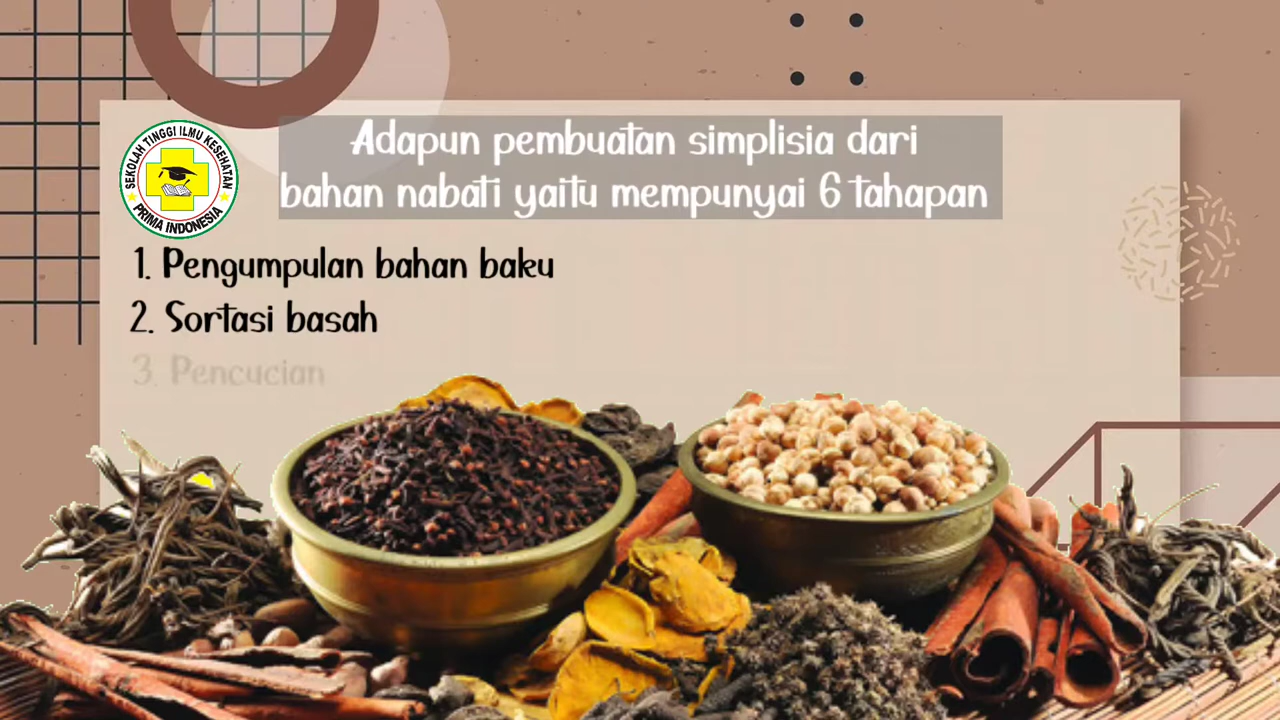 SEKOLAH TINGGI ILMU KESEHATAN
PRIMA INDONESIA
Adapun pembuatan simplisia dari
bahan nabati yaitu mempunyai 6 tahapan
1. Pengumpulan bahan baku
2. Sortasi basah
3. Pencucian